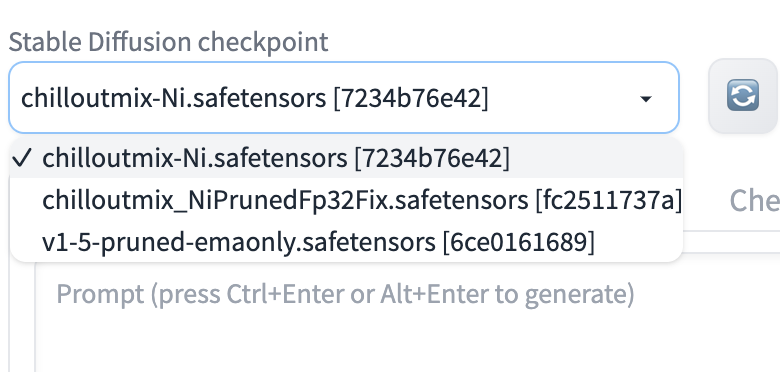 Stable Diffusion checkpoint
chilloutmix-Ni.safetensors [7234b76e42]
chilloutmix-Ni.safetensors [7234b76e42]
chilloutmix_NiPrunedFp32Fix.safetensors [fc2511737a]
Che
v1-5-pruned-emaonly.safetensors [6ce0161689]
Prompt (press Ctrl+Enter or Alt+Enter to generate)